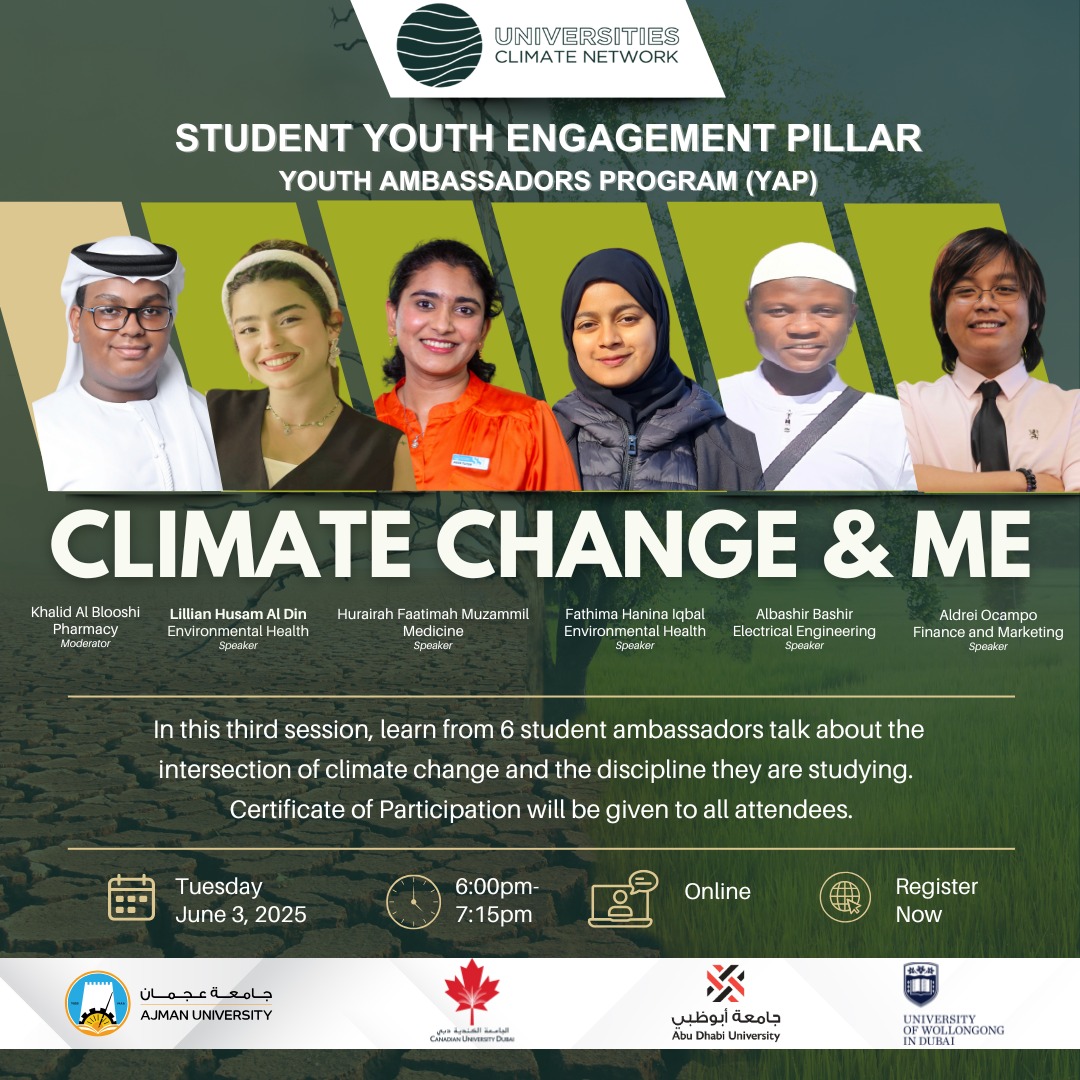 UNIVERSITIES
CLIMATE NETWORK
STUDENT YOUTH ENGAGEMENT PILLAR
YOUTH AMBASSADORS PROGRAM (YAP)
CLIMATE CHANGE & ME
Khalid Al Blooshi
Pharmacy
Moderator
Lillian Husam Al Din
Environmental Health
Speaker
Hurairah Faatimah Muzammil
Medicine
Speaker
Fathima Hanina Iqbal
Environmental Health
Speaker
Albashir Bashir
Electrical Engineering
Speaker
Aldrei Ocampo
Finance and Marketing
Speaker
In this third session, learn from 6 student ambassadors talk about the
intersection of climate change and the discipline they are studying.
Certificate of Participation will be given to all attendees.
Tuesday
June 3, 2025
6:00pm-
7:15pm
Online
Register
Now
جامعة عجمان
AJMAN UNIVERSITY
الجامعة الكندية دبي
CANADIAN UNIVERSITY DUBAI
جامعة أبوظبي
Abu Dhabi University
UNIVERSITY
OF WOLLONGONG
IN DUBAI